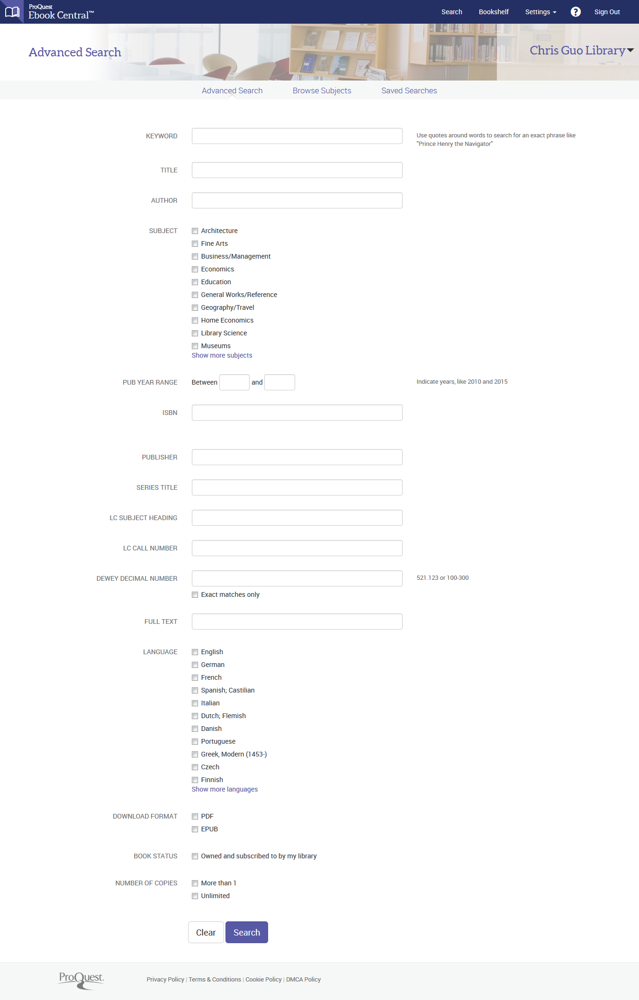 ProQuest
Ebook Central™
Search Bookshelf Settings ? Sign Out
Advanced Search
Chris Guo Library
Advanced Search Browse Subjects Saved Searches
KEYWORD
Use quotes around words to search for an exact phrase like
"Prince Henry the Navigator"
TITLE
AUTHOR
SUBJECT Architecture
Fine Arts
Business/Management
Economics
Education
General Works/Reference
Geography/Travel
Home Economics
Library Science
Museums
Show more subjects
PUB YEAR RANGE Between and Indicate years, like 2010 and 2015
ISBN
PUBLISHER
SERIES TITLE
LC SUBJECT HEADING
LC CALL NUMBER
DEWEY DECIMAL NUMBER 521.123 or 100-300
Exact matches only
FULL TEXT
LANGUAGE English
German
French
Spanish; Castilian
Italian
Dutch; Flemish
Danish
Portuguese
Greek, Modern (1453-)
Czech
Finnish
Show more languages
DOWNLOAD FORMAT PDF
EPUB
BOOK STATUS Owned and subscribed to by my library
NUMBER OF COPIES More than 1
Unlimited
Clear Search
ProQuest. Privacy Policy | Terms & Conditions | Cookie Policy | DMCA Policy